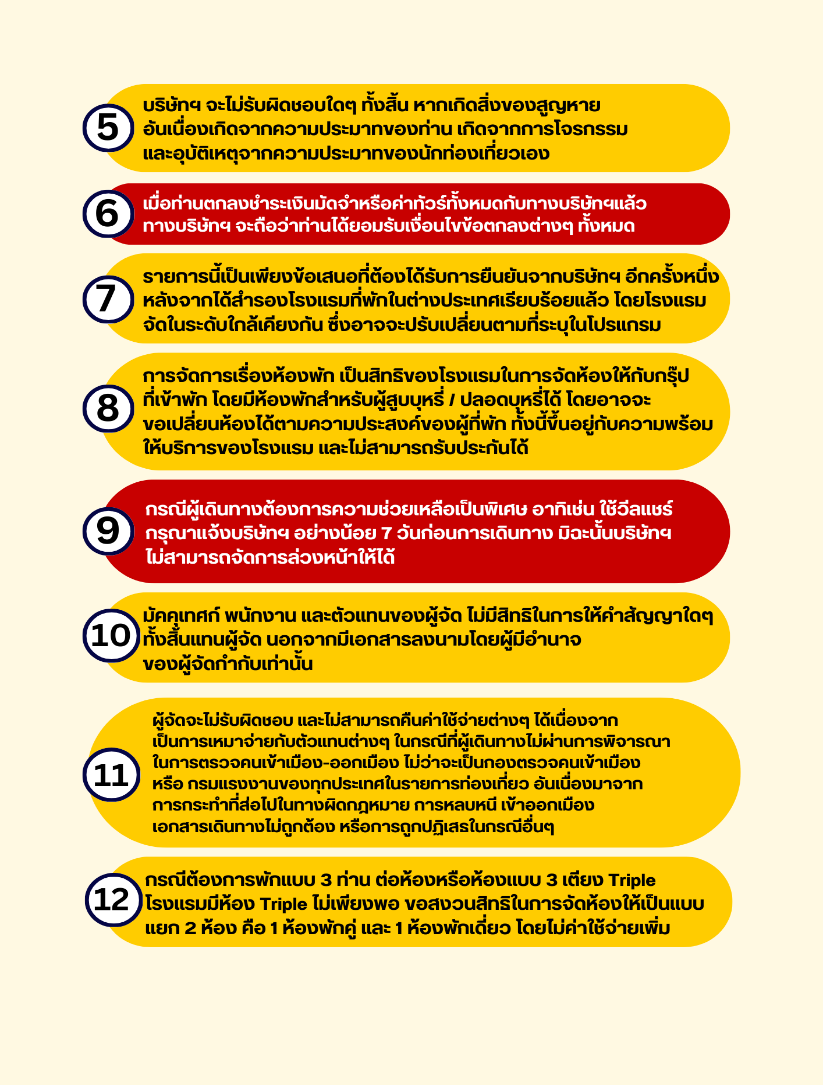 5
บริษัทฯ จะไม่รับผิดชอบใดๆ ทั้งสิ้น หากเกิดสิ่งของสูญหาย
อันเนื่องเกิดจากความประมาทของท่าน เกิดจากการโจรกรรม
และอุบัติเหตุจากความประมาทของนักท่องเที่ยวเอง
6
เมื่อท่านตกลงชำระเงินมัดจำหรือค่าทัวร์ทั้งหมดกับทางบริษัทฯแล้ว
ทางบริษัทฯ จะถือว่าท่านได้ยอมรับเงื่อนไขข้อตกลงต่างๆ ทั้งหมด
7
รายการนี้เป็นเพียงข้อเสนอที่ต้องได้รับการยืนยันจากบริษัทฯ อีกครั้งหนึ่ง
หลังจากได้สำรองโรงแรมที่พักในต่างประเทศเรียบร้อยแล้ว โดยโรงแรม
จัดในระดับใกล้เคียงกัน ซึ่งอาจจะปรับเปลี่ยนตามที่ระบุในโปรแกรม
8
การจัดการเรื่องห้องพัก เป็นสิทธิของโรงแรมในการจัดห้องให้กับกรุ๊ป
ที่เข้าพัก โดยมีห้องพักสำหรับผู้สูบบุหรี่ / ปลอดบุหรี่ได้ โดยอาจจะ
ขอเปลี่ยนห้องได้ตามความประสงค์ของผู้ที่พัก ทั้งนี้ขึ้นอยู่กับความพร้อม
ให้บริการของโรงแรม และไม่สามารถรับประกันได้
9
กรณีผู้เดินทางต้องการความช่วยเหลือเป็นพิเศษ อาทิเช่น ใช้วีลแชร์
กรุณาแจ้งบริษัทฯ อย่างน้อย 7 วันก่อนการเดินทาง มิฉะนั้นบริษัทฯ
ไม่สามารถจัดการล่วงหน้าให้ได้
10
มัคคุเทศก์ พนักงาน และตัวแทนของผู้จัด ไม่มีสิทธิในการให้คำสัญญาใดๆ
ทั้งสิ้นแทนผู้จัด นอกจากมีเอกสารลงนามโดยผู้มีอำนาจ
ของผู้จัดกำกับเท่านั้น
11
ผู้จัดจะไม่รับผิดชอบ และไม่สามารถคืนค่าใช้จ่ายต่างๆ ได้เนื่องจาก
เป็นการเหมาจ่ายกับตัวแทนต่างๆ ในกรณีที่ผู้เดินทางไม่ผ่านการพิจารณา
ในการตรวจคนเข้าเมือง-ออกเมือง ไม่ว่าจะเป็นกองตรวจคนเข้าเมือง
หรือ กรมแรงงานของทุกประเทศในรายการท่องเที่ยว อันเนื่องมาจาก
การกระทำที่ส่อไปในทางผิดกฎหมาย การหลบหนี เข้าออกเมือง
เอกสารเดินทางไม่ถูกต้อง หรือการถูกปฏิเสธในกรณีอื่นๆ
12
กรณีต้องการพักแบบ 3 ท่าน ต่อห้องหรือห้องแบบ 3 เตียง Triple
โรงแรมมีห้อง Triple ไม่เพียงพอ ขอสงวนสิทธิในการจัดห้องให้เป็นแบบ
แยก 2 ห้อง คือ 1 ห้องพักคู่ และ 1 ห้องพักเดี่ยว โดยไม่ค่าใช้จ่ายเพิ่ม